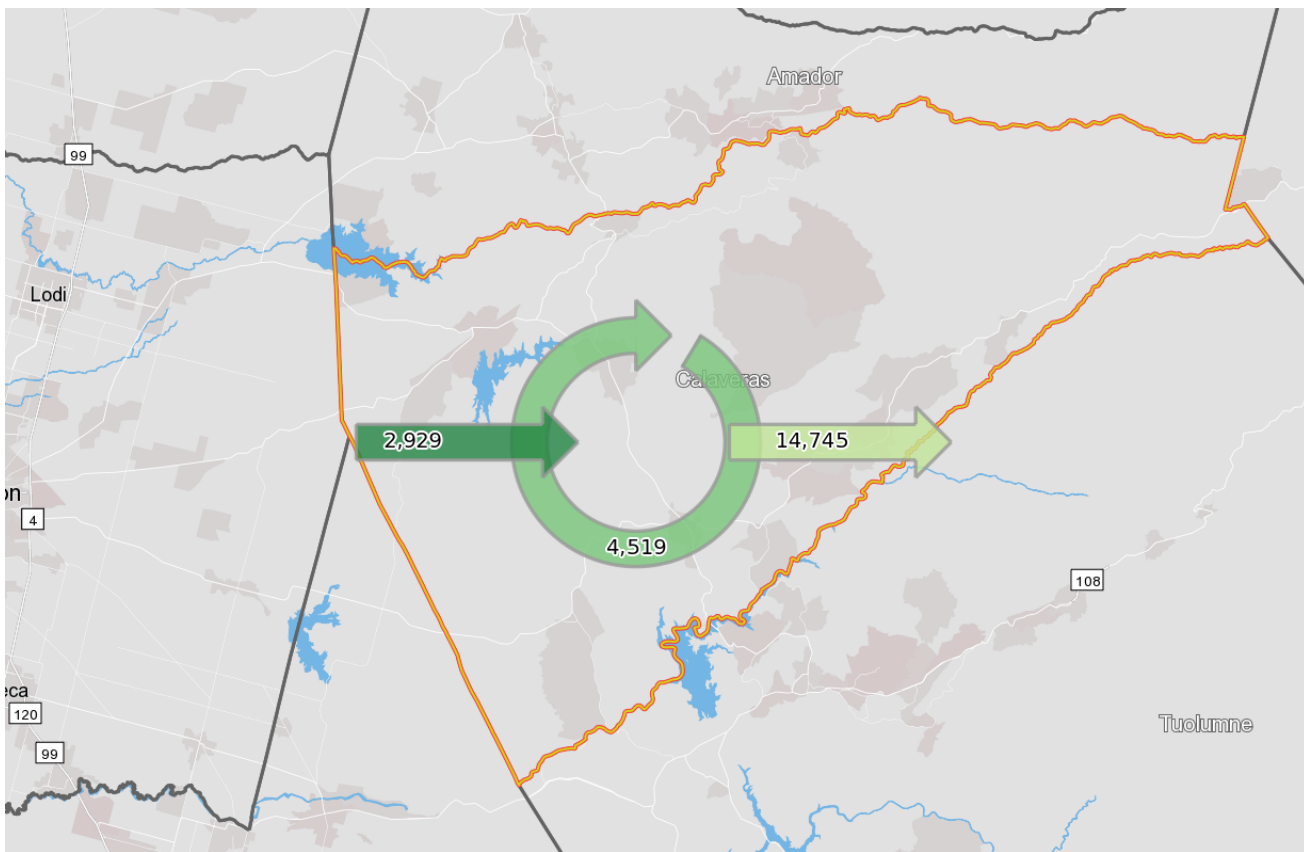 Amador
99
Lodi
Calaveras
2,929
14,745
on
4
4,519
108
eca
120
Tuolumne
99